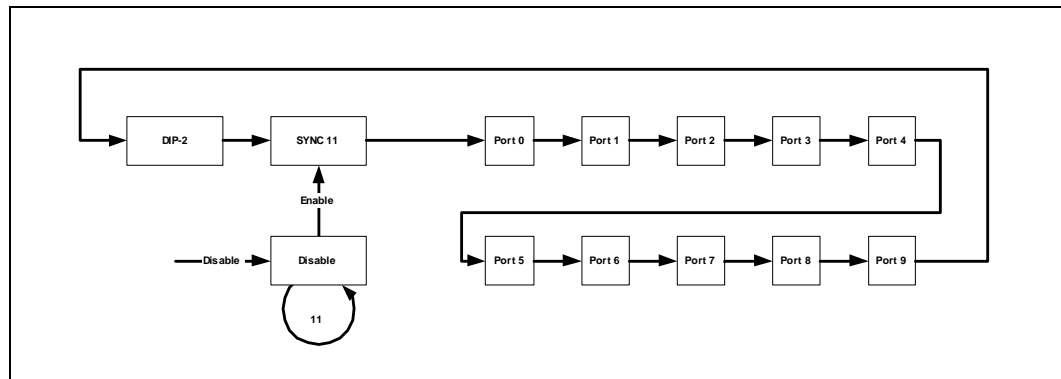 DIP-2
SYNC 11
Port 0
Port 1
Port 2
Port 3
Port 4
Enable
Disable
Disable
Port 5
Port 6
Port 7
Port 8
Port 9
11